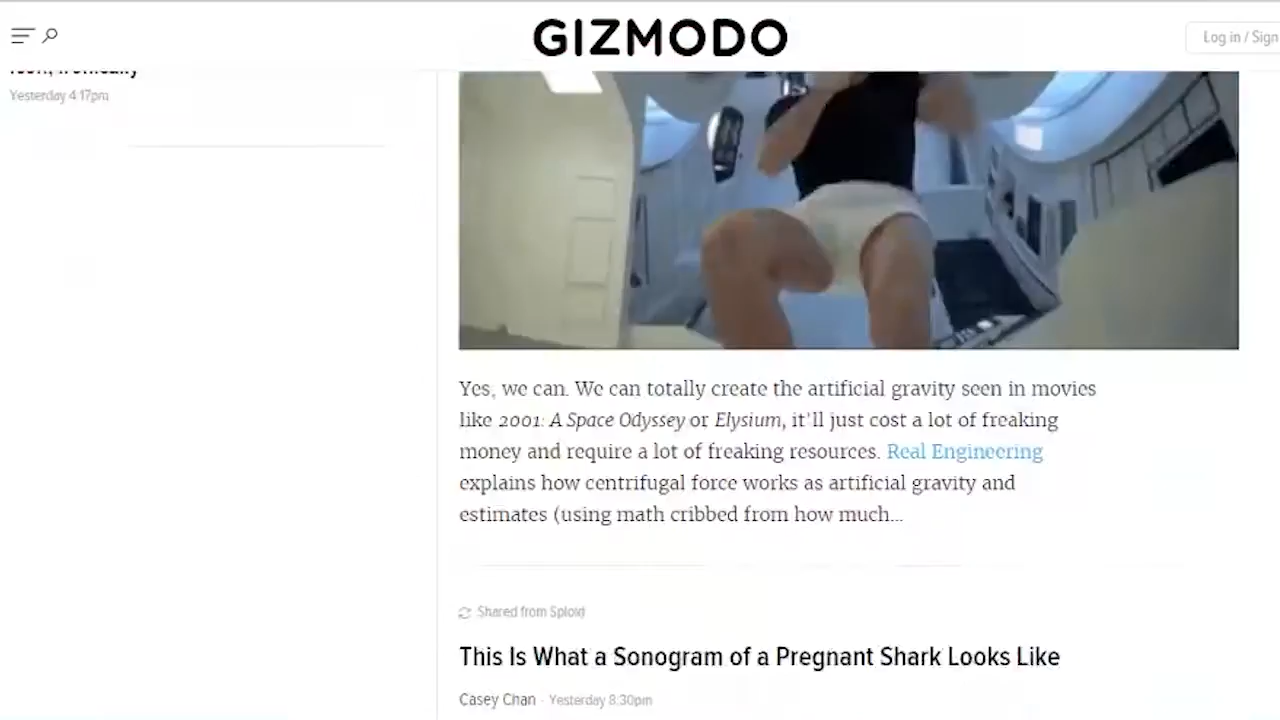 GIZMODO
Log in / Sign
Yesterday 4:17pm
Yes, we can. We can totally create the artificial gravity seen in movies
like 2001: A Space Odyssey or Elysium, it'll just cost a lot of freaking
money and require a lot of freaking resources. Real Engineering
explains how centrifugal force works as artificial gravity and
estimates (using math cribbed from how much...
Shared from Sploid
This Is What a Sonogram of a Pregnant Shark Looks Like
Casey Chan - Yesterday 8:30pm